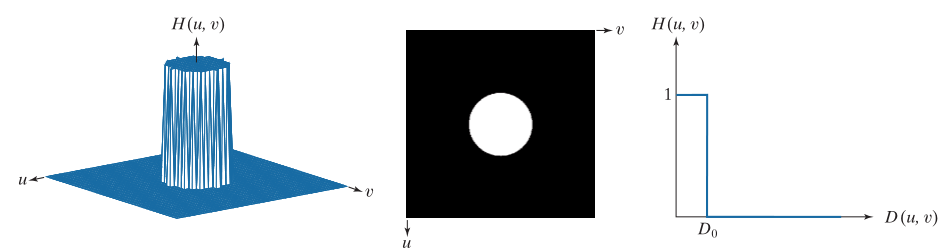 H(u, v)
u
v
v
u
H(u, v)
1
D₀
D(u, v)